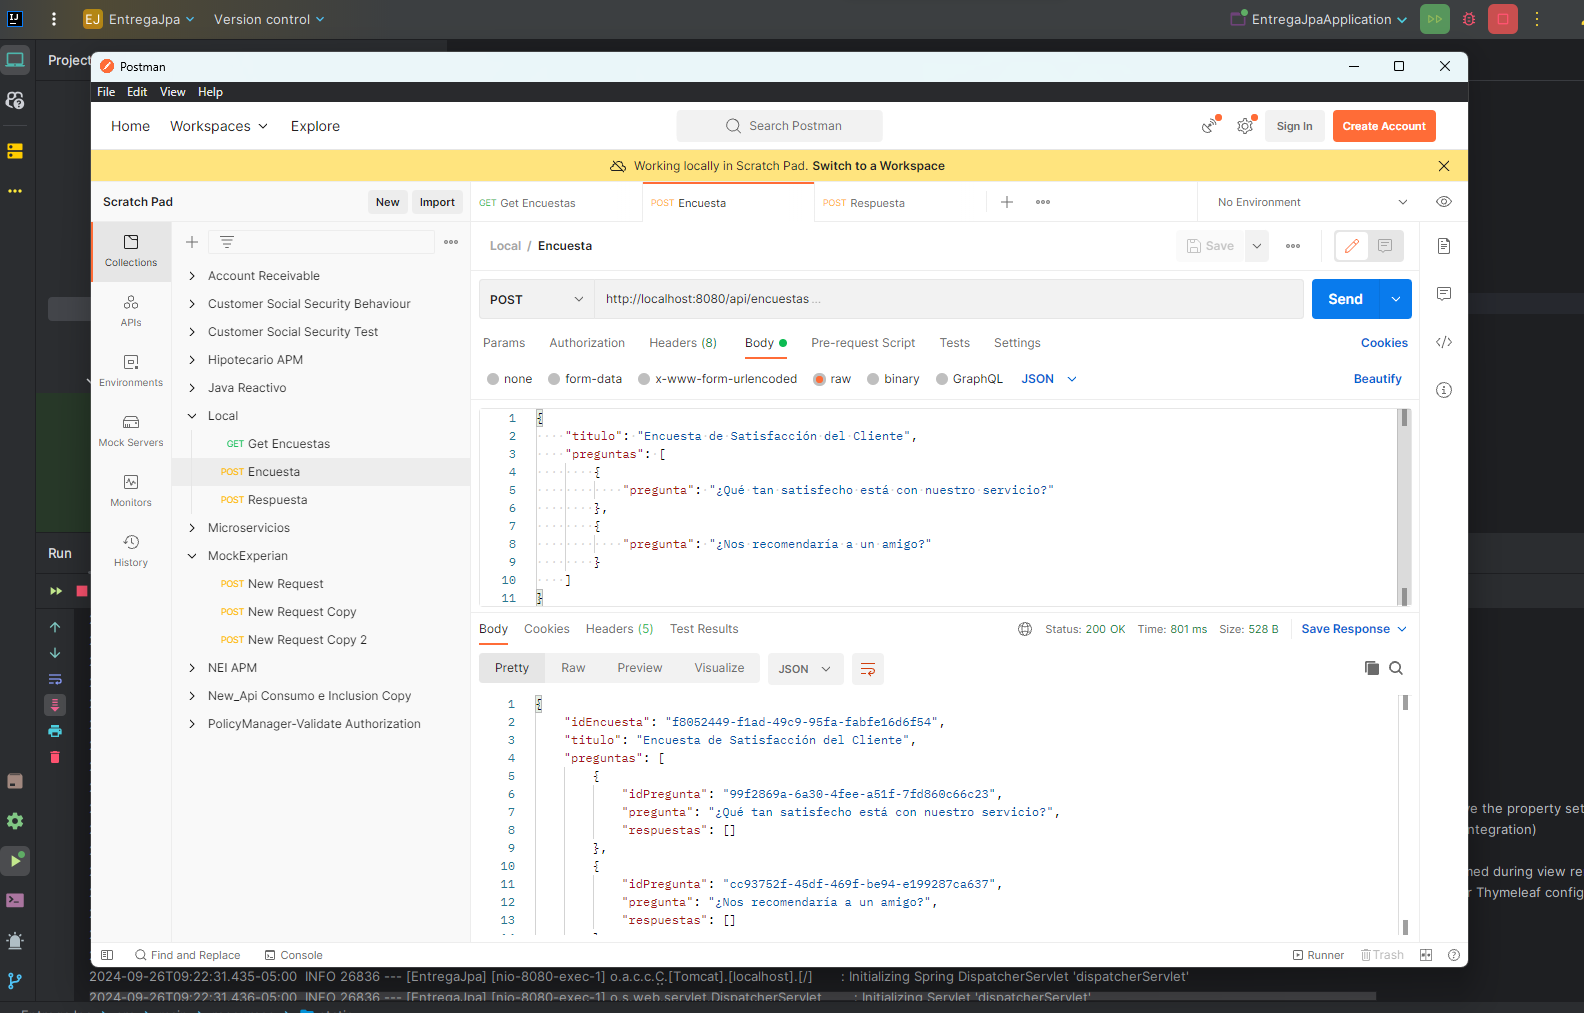 EJ EntregaJpa Version control EntregaJpaApplication
Project
Postman
File Edit View Help
Home Workspaces Explore Search Postman Sign In Create Account
Working locally in Scratch Pad. Switch to a Workspace
Scratch Pad New Import GET Get Encuestas POST Encuesta POST Respuesta No Environment
Local / Encuesta Save
Collections
APIs
Environments
Mock Servers
Monitors
History
Account Receivable
Customer Social Security Behaviour
Customer Social Security Test
Hipotecario APM
Java Reactivo
Local
GET Get Encuestas
POST Encuesta
POST Respuesta
Microservicios
MockExperian
POST New Request
POST New Request Copy
POST New Request Copy 2
NEI APM
New_Api Consumo e Inclusion Copy
PolicyManager-Validate Authorization
POST http://localhost:8080/api/encuestas ... Send
Params Authorization Headers (8) Body Pre-request Script Tests Settings Cookies
none form-data x-www-form-urlencoded raw binary GraphQL JSON Beautify
1 {
2 "titulo": "Encuesta de Satisfacción del Cliente",
3 "preguntas": [
4 {
5 "pregunta": "¿Qué tan satisfecho está con nuestro servicio?"
6 },
7 {
8 "pregunta": "¿Nos recomendaría a un amigo?"
9 }
10 ]
11 }
Body Cookies Headers (5) Test Results Status: 200 OK Time: 801 ms Size: 528 B Save Response
Pretty Raw Preview Visualize JSON
1 {
2 "idEncuesta": "f8052449-f1ad-49c9-95fa-fabfe16d6f54",
3 "titulo": "Encuesta de Satisfacción del Cliente",
4 "preguntas": [
5 {
6 "idPregunta": "99f2869a-6a30-4fee-a51f-7fd860c66c23",
7 "pregunta": "¿Qué tan satisfecho está con nuestro servicio?",
8 "respuestas": []
9 },
10 {
11 "idPregunta": "cc93752f-45df-469f-be94-e199287ca637",
12 "pregunta": "¿Nos recomendaría a un amigo?",
13 "respuestas": []
Find and Replace Console Runner Trash
Run
the property set
ntegration)
during view re
Thymeleaf config
2024-09-26T09:22:31.435-05:00 INFO 26836 --- [EntregaJpa] [nio-8080-exec-1] o.a.c.c.C.[Tomcat].[localhost].[/] : Initializing Spring DispatcherServlet 'dispatcherServlet'
2024-09-26T09:22:31.436-05:00 INFO 26836 --- [EntregaJpa] [nio-8080-exec-1] o.s.web.servlet.DispatcherServlet : Initializing Servlet 'dispatcherServlet'